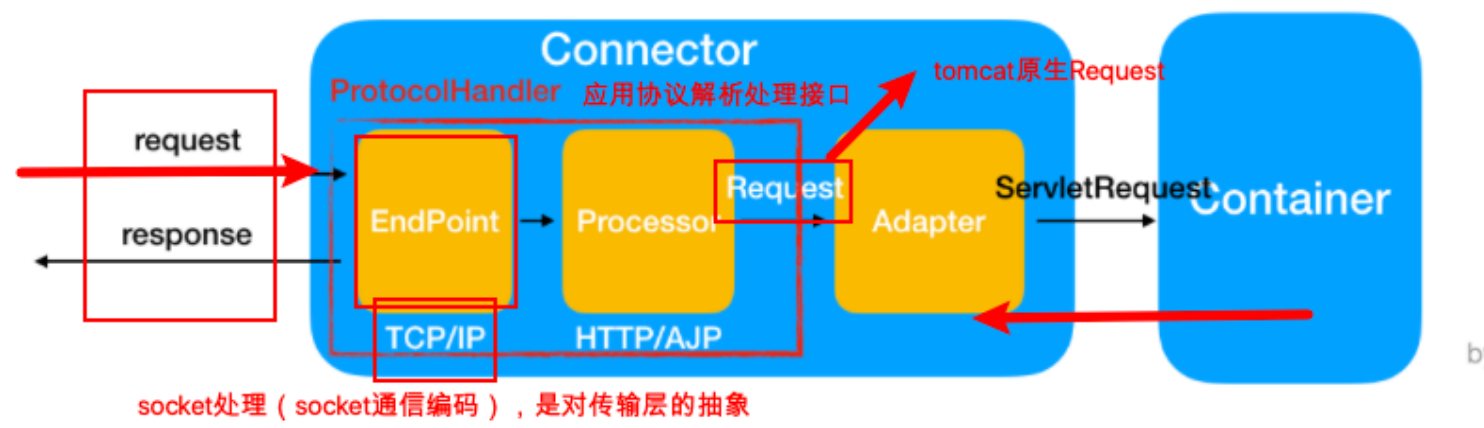 Connector
tomcat原生Request
ProtocolHandler 应用协议解析处理接口
request
Request
ServletRequest
Container
EndPoint
Processor
Adapter
response
TCP/IP
HTTP/AJP
socket处理（socket通信编码），是对传输层的抽象